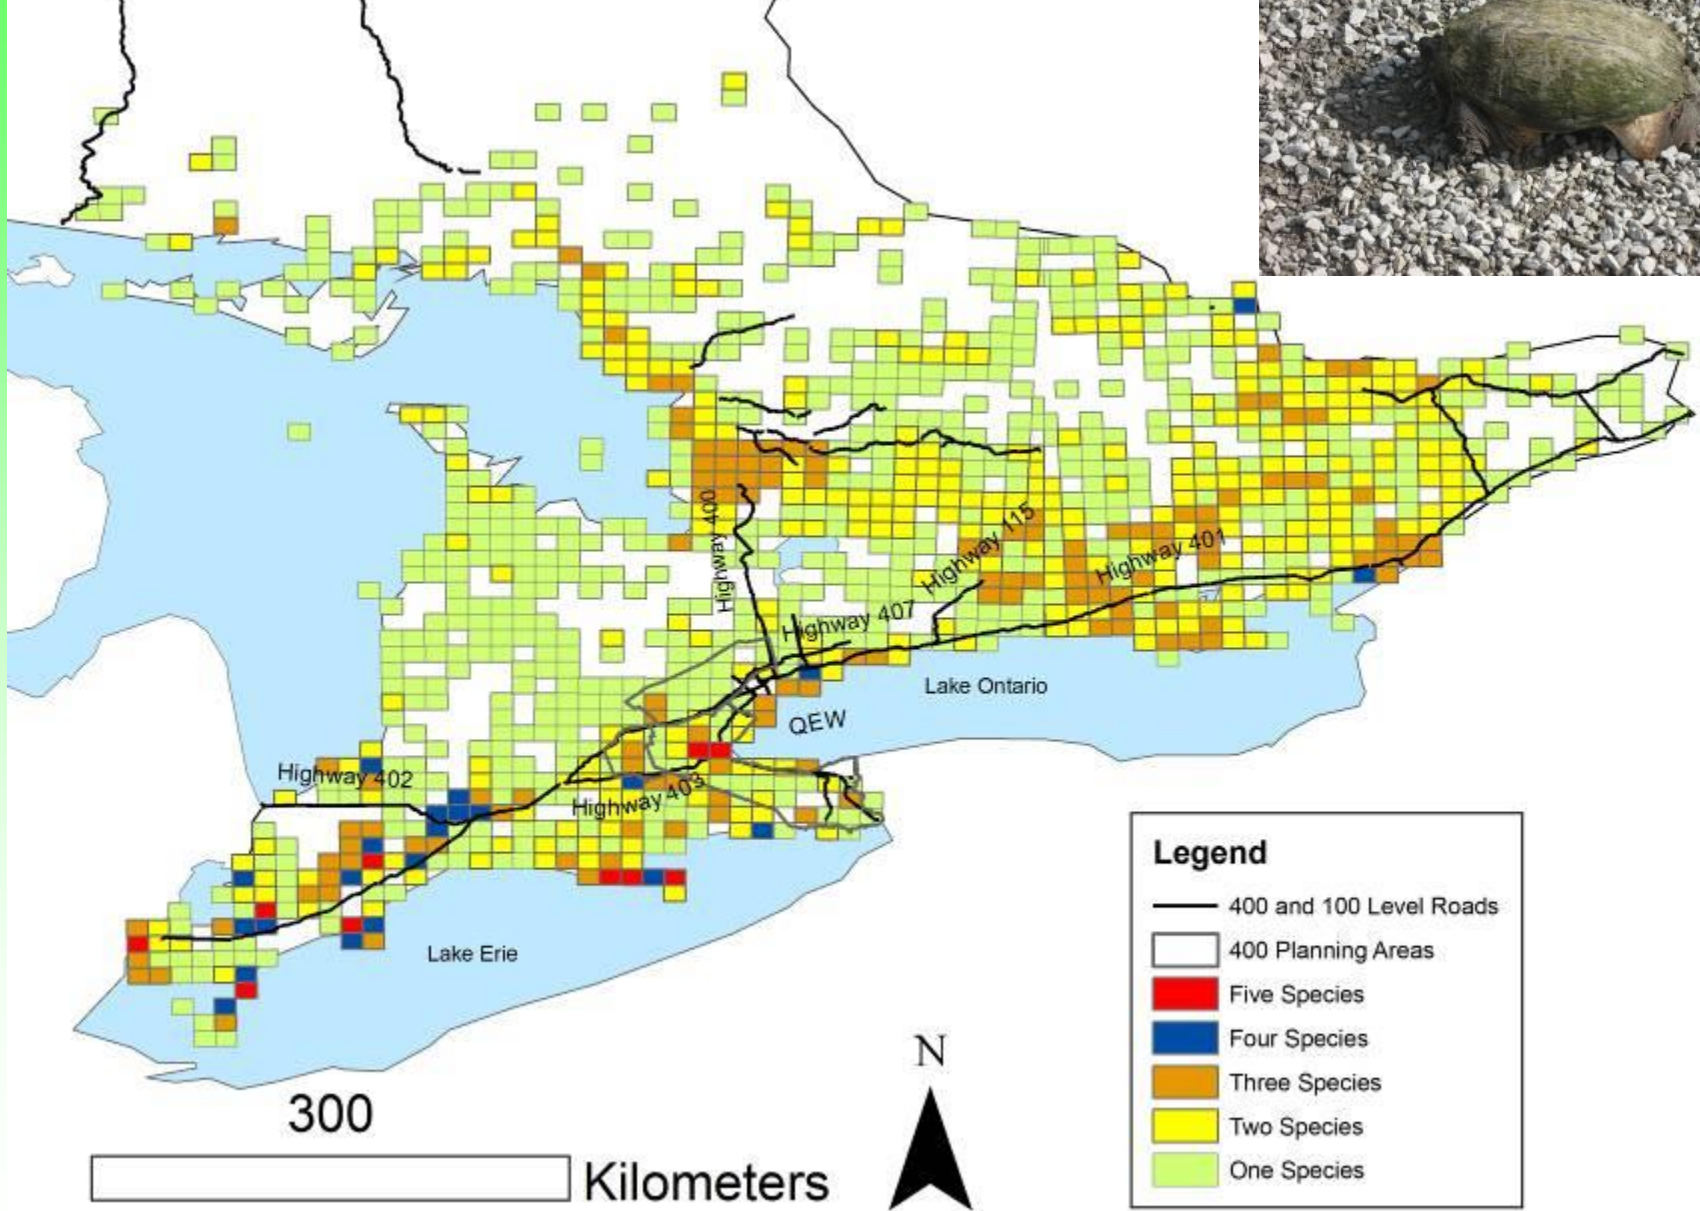 Highway 400
Highway 115
Highway 401
Highway 407
Lake Ontario
QEW
Highway 402
Highway 403
Lake Erie
Legend
400 and 100 Level Roads
400 Planning Areas
Five Species
Four Species
Three Species
Two Species
One Species
N
300
Kilometers